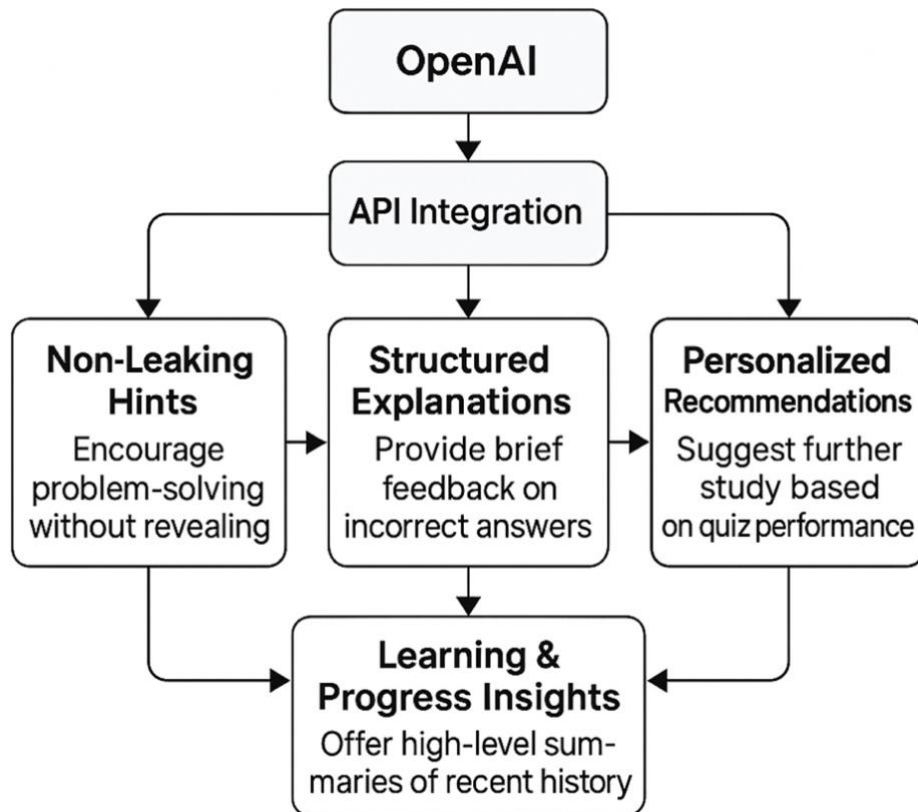 OpenAI
API Integration
Non-Leaking
Hints
Encourage
problem-solving
without revealing
Structured
Explanations
Provide brief
feedback on
incorrect answers
Personalized
Recommendations
Suggest further
study based
on quiz performance
Learning &
Progress Insights
Offer high-level sum-
maries of recent history